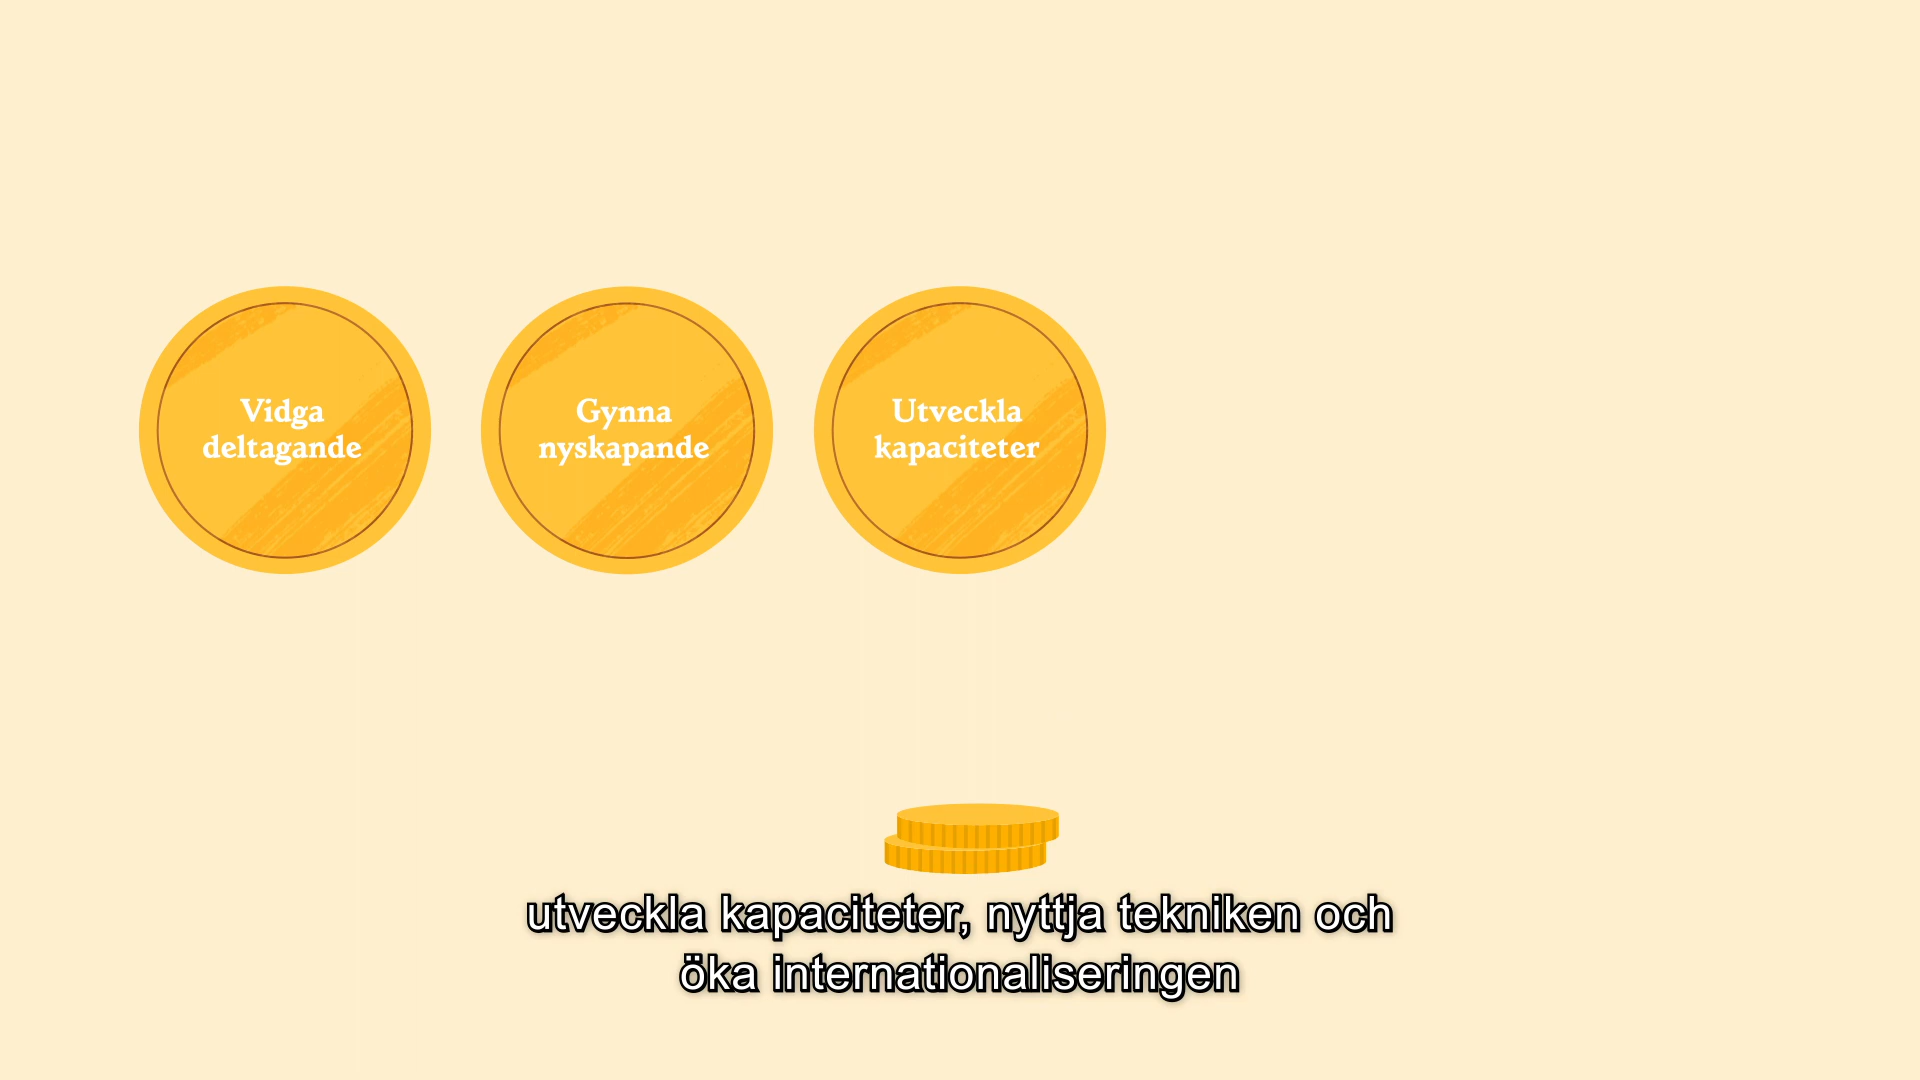 Vidga
deltagande
Gynna
nyskapande
Utveckla
kapaciteter
utveckla kapaciteter, nyttja tekniken och
öka internationaliseringen